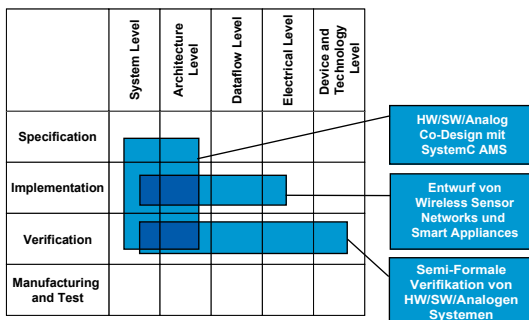 System Level
Architecture
Level
Dataflow Level
Electrical Level
Device and
Technology
Level
Specification
Implementation
Verification
Manufacturing
and Test
HW/SW/Analog
Co-Design mit
SystemC AMS
Entwurf von
Wireless Sensor
Networks und
Smart Appliances
Semi-Formale
Verifikation von
HW/SW/Analogen
Systemen